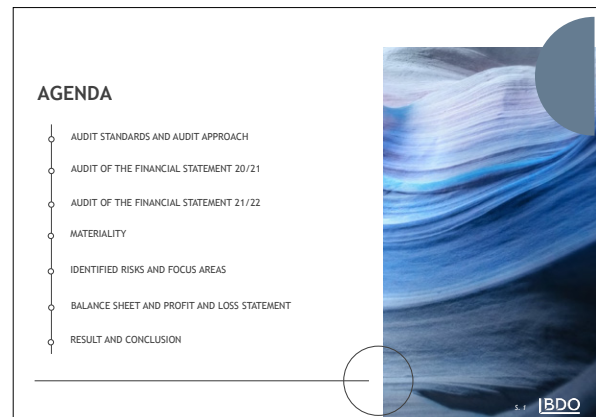 AGENDA
AUDIT STANDARDS AND AUDIT APPROACH
AUDIT OF THE FINANCIAL STATEMENT 20/21
AUDIT OF THE FINANCIAL STATEMENT 21/22
MATERIALITY
IDENTIFIED RISKS AND FOCUS AREAS
BALANCE SHEET AND PROFIT AND LOSS STATEMENT
RESULT AND CONCLUSION
S. 1
BDO